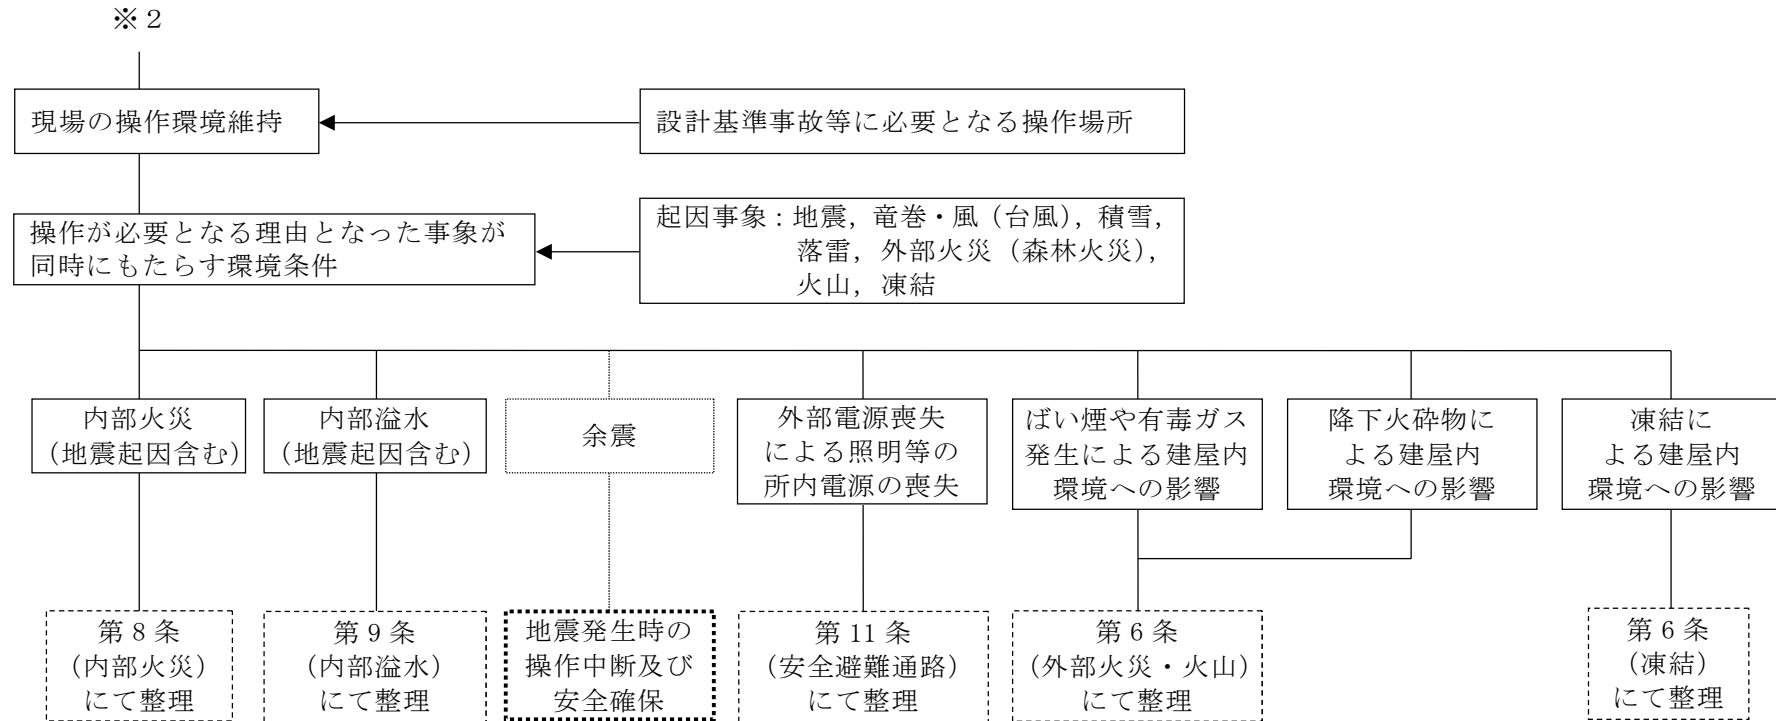 ※２
現場の操作環境維持
設計基準事故等に必要となる操作場所
操作が必要となる理由となった事象が
同時にもたらす環境条件
起因事象：地震，竜巻・風（台風），積雪，
落雷，外部火災（森林火災），
火山，凍結
内部火災
（地震起因含む）
内部溢水
（地震起因含む）
余震
外部電源喪失
による照明等の
所内電源の喪失
ばい煙や有毒ガス
発生による建屋内
環境への影響
降下火砕物に
よる建屋内
環境への影響
凍結に
よる建屋内
環境への影響
第８条
（内部火災）
にて整理
第９条
（内部溢水）
にて整理
地震発生時の
操作中断及び
安全確保
第 11 条
（安全避難通路）
にて整理
第６条
（外部火災・火山）
にて整理
第６条
（凍結）
にて整理